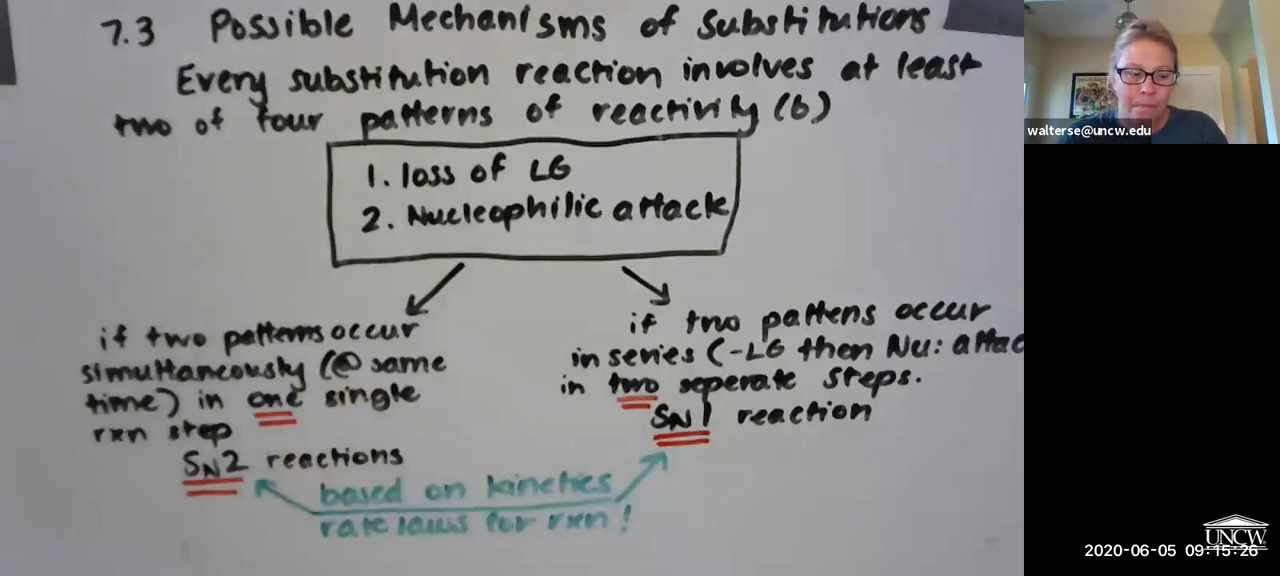 7.3 Possible Mechanisms of Substitutions
Every substitution reaction involves at least
two of four patterns of reactivity (6)
1. loss of LG
2. Nucleophilic attack
if two patterns occur
simultaneously (@ same
time) in one single
rxn step
SN2 reactions
if two pattens occur
in series (-LG then Nu: attac
in two seperate steps.
SN1 reaction
based on kinetics
rate laws for rxn!
walterse@uncw.edu
UNCW
2020-06-05 09:15:26